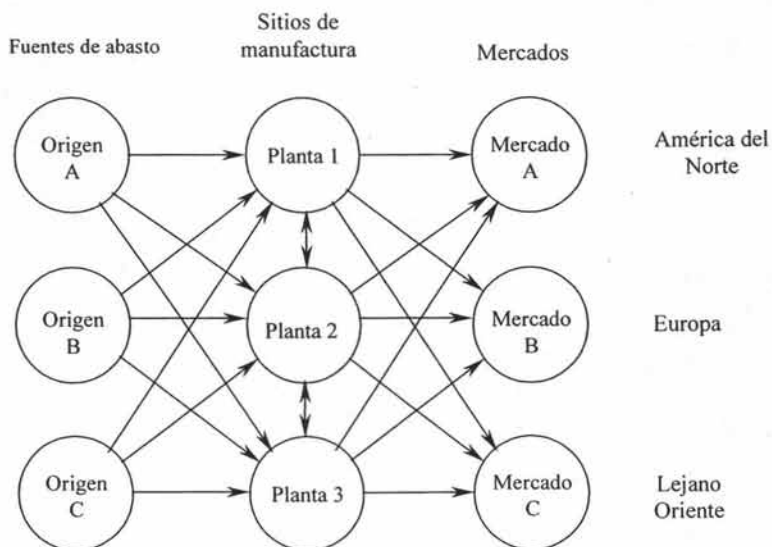 Fuentes de abasto
Sitios de
manufactura
Mercados
Origen
A
Planta 1
Mercado
A
América del
Norte
Origen
B
Planta 2
Mercado
B
Europa
Origen
C
Planta 3
Mercado
C
Lejano
Oriente